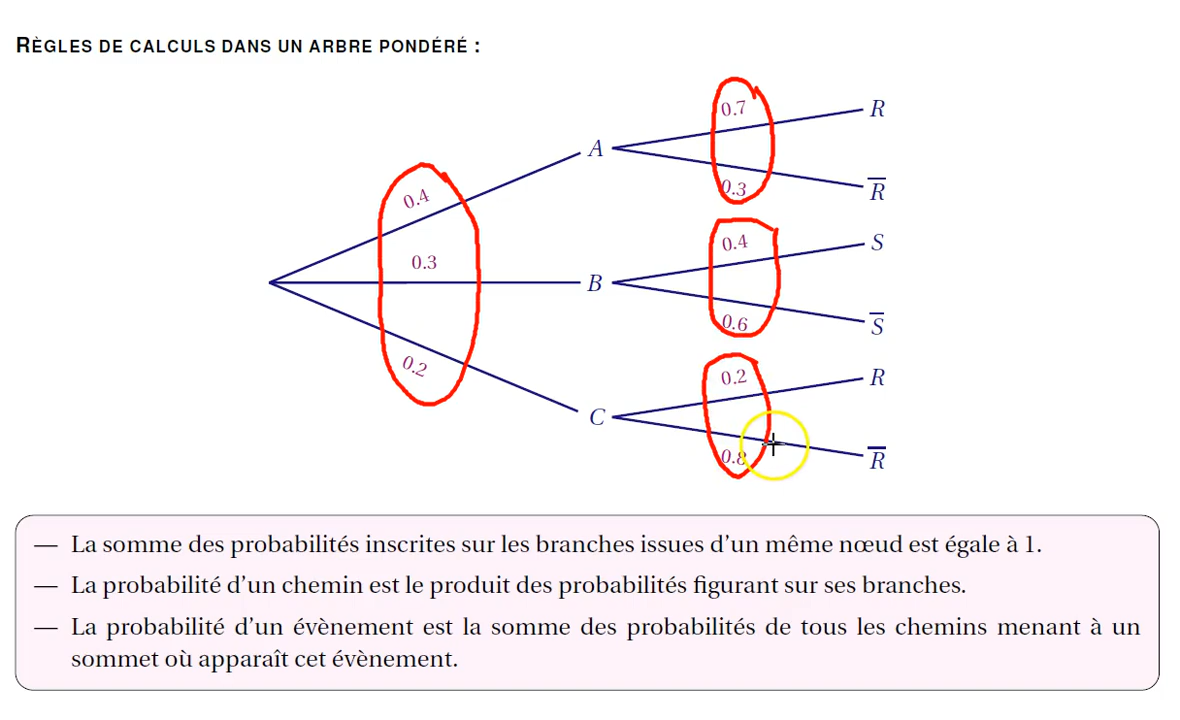 RÈGLES DE CALCULS DANS UN ARBRE PONDÉRÉ :
0.7
R
0.4
A
0.3
R̅
0.3
B
0.4
S
0.6
S̅
0.2
C
0.2
R
0.8
R̅
— La somme des probabilités inscrites sur les branches issues d’un même nœud est égale à 1.
— La probabilité d’un chemin est le produit des probabilités figurant sur ses branches.
— La probabilité d’un évènement est la somme des probabilités de tous les chemins menant à un
sommet où apparaît cet évènement.